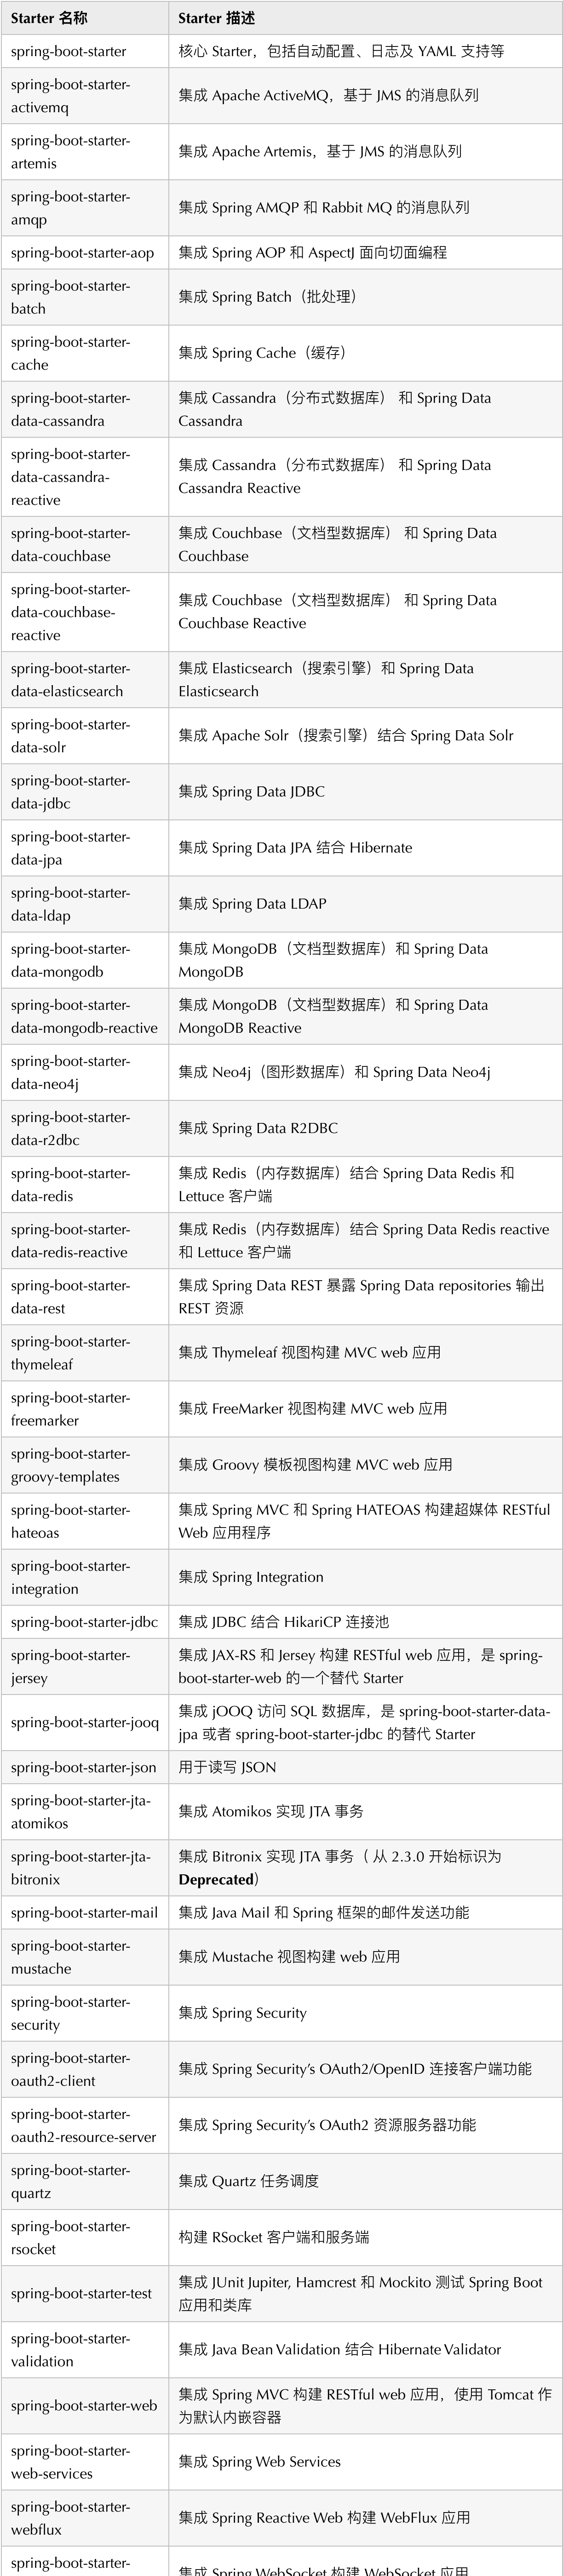 Starter 名称
Starter 描述
spring-boot-starter
核心 Starter，包括自动配置、日志及 YAML 支持等
spring-boot-starter-
activemq
集成 Apache ActiveMQ，基于 JMS 的消息队列
spring-boot-starter-
artemis
集成 Apache Artemis，基于 JMS 的消息队列
spring-boot-starter-
amqp
集成 Spring AMQP 和 Rabbit MQ 的消息队列
spring-boot-starter-aop
集成 Spring AOP 和 AspectJ 面向切面编程
spring-boot-starter-
batch
集成 Spring Batch（批处理）
spring-boot-starter-
cache
集成 Spring Cache（缓存）
spring-boot-starter-
data-cassandra
集成 Cassandra（分布式数据库） 和 Spring Data
Cassandra
spring-boot-starter-
data-cassandra-
reactive
集成 Cassandra（分布式数据库） 和 Spring Data
Cassandra Reactive
spring-boot-starter-
data-couchbase
集成 Couchbase（文档型数据库） 和 Spring Data
Couchbase
spring-boot-starter-
data-couchbase-
reactive
集成 Couchbase（文档型数据库） 和 Spring Data
Couchbase Reactive
spring-boot-starter-
data-elasticsearch
集成 Elasticsearch（搜索引擎）和 Spring Data
Elasticsearch
spring-boot-starter-
data-solr
集成 Apache Solr（搜索引擎）结合 Spring Data Solr
spring-boot-starter-
data-jdbc
集成 Spring Data JDBC
spring-boot-starter-
data-jpa
集成 Spring Data JPA 结合 Hibernate
spring-boot-starter-
data-ldap
集成 Spring Data LDAP
spring-boot-starter-
data-mongodb
集成 MongoDB（文档型数据库）和 Spring Data
MongoDB
spring-boot-starter-
data-mongodb-reactive
集成 MongoDB（文档型数据库）和 Spring Data
MongoDB Reactive
spring-boot-starter-
data-neo4j
集成 Neo4j（图形数据库）和 Spring Data Neo4j
spring-boot-starter-
data-r2dbc
集成 Spring Data R2DBC
spring-boot-starter-
data-redis
集成 Redis（内存数据库）结合 Spring Data Redis 和
Lettuce 客户端
spring-boot-starter-
data-redis-reactive
集成 Redis（内存数据库）结合 Spring Data Redis reactive
和 Lettuce 客户端
spring-boot-starter-
data-rest
集成 Spring Data REST 暴露 Spring Data repositories 输出
REST 资源
spring-boot-starter-
thymeleaf
集成 Thymeleaf 视图构建 MVC web 应用
spring-boot-starter-
freemarker
集成 FreeMarker 视图构建 MVC web 应用
spring-boot-starter-
groovy-templates
集成 Groovy 模板视图构建 MVC web 应用
spring-boot-starter-
hateoas
集成 Spring MVC 和 Spring HATEOAS 构建超媒体 RESTful
Web 应用程序
spring-boot-starter-
integration
集成 Spring Integration
spring-boot-starter-jdbc
集成 JDBC 结合 HikariCP 连接池
spring-boot-starter-
jersey
集成 JAX-RS 和 Jersey 构建 RESTful web 应用，是 spring-
boot-starter-web 的一个替代 Starter
spring-boot-starter-jooq
集成 jOOQ 访问 SQL 数据库，是 spring-boot-starter-data-
jpa 或者 spring-boot-starter-jdbc 的替代 Starter
spring-boot-starter-json
用于读写 JSON
spring-boot-starter-jta-
atomikos
集成 Atomikos 实现 JTA 事务
spring-boot-starter-jta-
bitronix
集成 Bitronix 实现 JTA 事务（ 从 2.3.0 开始标识为
Deprecated）
spring-boot-starter-mail
集成 Java Mail 和 Spring 框架的邮件发送功能
spring-boot-starter-
mustache
集成 Mustache 视图构建 web 应用
spring-boot-starter-
security
集成 Spring Security
spring-boot-starter-
oauth2-client
集成 Spring Security’s OAuth2/OpenID 连接客户端功能
spring-boot-starter-
oauth2-resource-server
集成 Spring Security’s OAuth2 资源服务器功能
spring-boot-starter-
quartz
集成 Quartz 任务调度
spring-boot-starter-
rsocket
构建 RSocket 客户端和服务端
spring-boot-starter-test
集成 JUnit Jupiter, Hamcrest 和 Mockito 测试 Spring Boot
应用和类库
spring-boot-starter-
validation
集成 Java Bean Validation 结合 Hibernate Validator
spring-boot-starter-web
集成 Spring MVC 构建 RESTful web 应用，使用 Tomcat 作
为默认内嵌容器
spring-boot-starter-
web-services
集成 Spring Web Services
spring-boot-starter-
webflux
集成 Spring Reactive Web 构建 WebFlux 应用
spring-boot-starter-
集成 Spring WebSocket 构建 WebSocket 应用